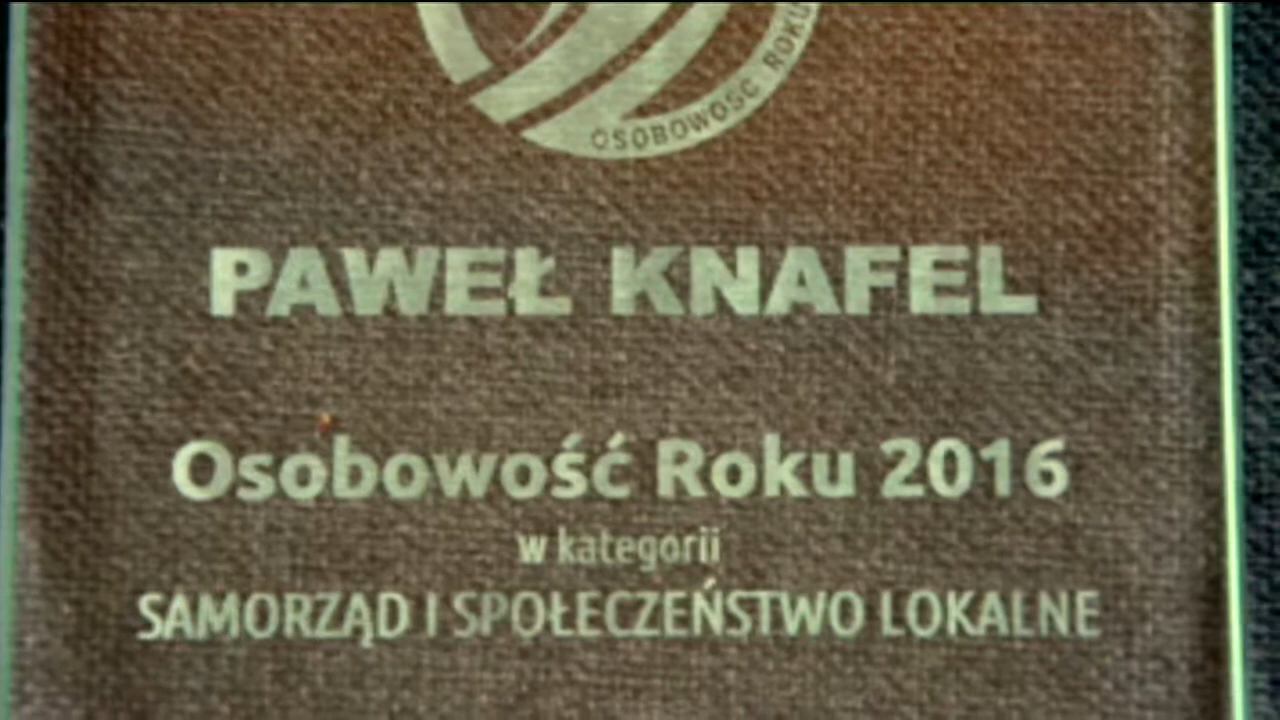 OSOBOWOŚĆ ROKU
PAWEŁ KNAFEL
Osobowość Roku 2016
w kategorii
SAMORZĄD I SPOŁECZEŃSTWO LOKALNE